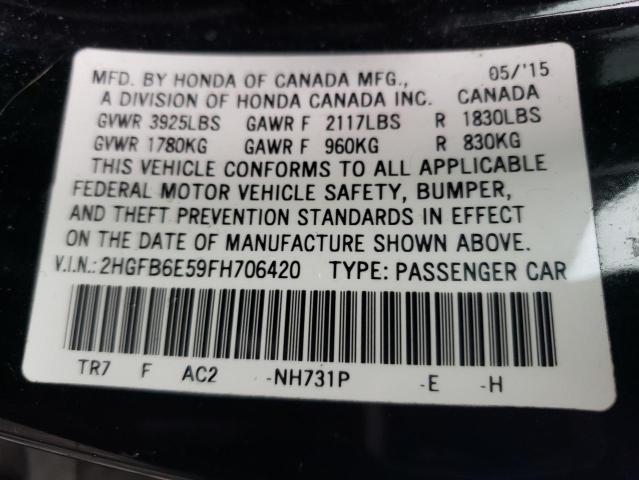 MFD. BY HONDA OF CANADA MFG., 05/'15
A DIVISION OF HONDA CANADA INC. CANADA
GVWR 3925LBS GAWR F 2117LBS R 1830LBS
GVWR 1780KG GAWR F 960KG R 830KG
THIS VEHICLE CONFORMS TO ALL APPLICABLE
FEDERAL MOTOR VEHICLE SAFETY, BUMPER,
AND THEFT PREVENTION STANDARDS IN EFFECT
ON THE DATE OF MANUFACTURE SHOWN ABOVE.
V.I.N.: 2HGFB6E59FH706420 TYPE: PASSENGER CAR
TR7 F AC2 -NH731P -E -H